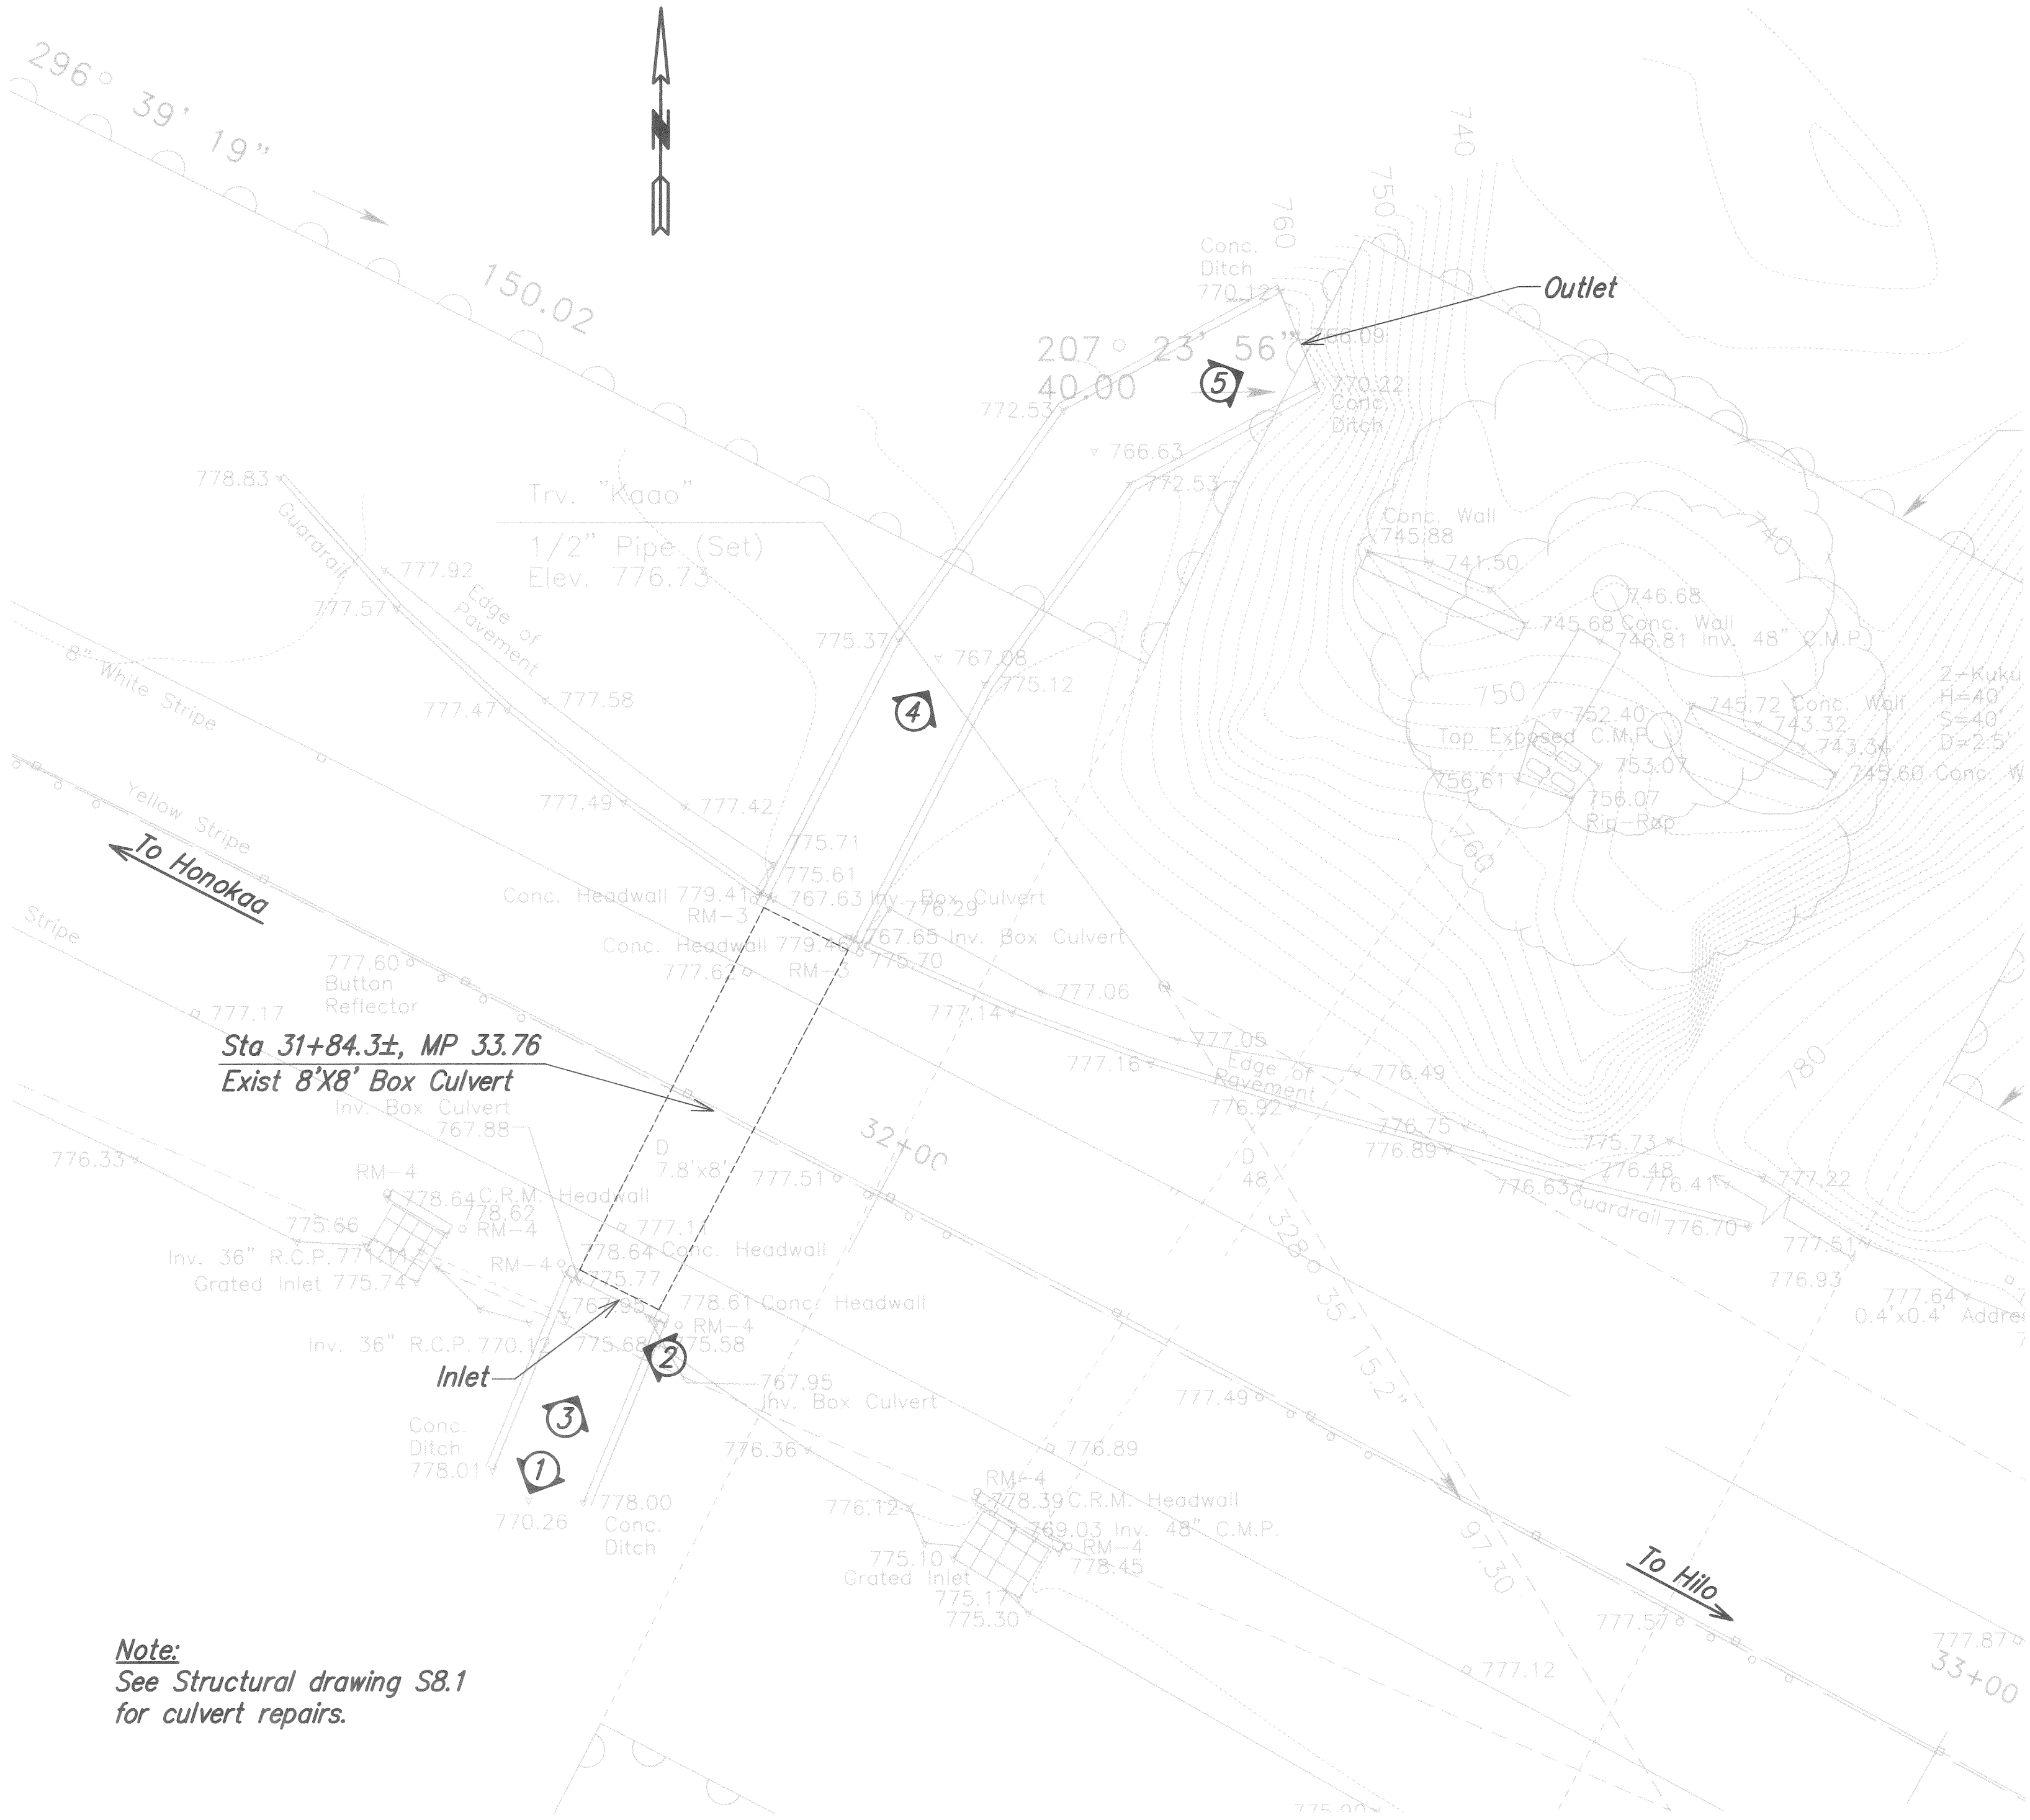 296° 39' 19"
N
150.02
740
750
760
Conc.
Ditch
770.12
Outlet
768.09
207° 23' 56"
40.00
5
770.22
Conc.
Ditch
772.53
766.63
772.53
778.83
Guardrail
Trv. "Kaao"
1/2" Pipe (Set)
Elev. 776.73
Conc. Wall
745.88
741.50
740
777.92
Edge of
Pavement
777.57
746.68
745.68 Conc. Wall
746.81 Inv. 48" C.M.P.
775.37
767.08
775.12
8" White Stripe
777.58
777.47
4
750
2-Kuku
H=40'
S=40'
D=2.5'
745.72 Conc. Wall
743.32
743.34
752.40
Top Exposed C.M.P.
753.07
745.60 Conc. W
756.61
756.07
Rip-Rap
760
777.49
777.42
Yellow Stripe
To Honokaa
775.71
775.61
Conc. Headwall 779.41
767.63 Inv. Box Culvert
RM-3
776.29
Conc. Headwall 779.46
767.65 Inv. Box Culvert
775.70
RM-3
777.62
Stripe
777.60
Button
Reflector
777.17
777.06
777.14
777.05
777.16
Edge of
Pavement
776.49
776.92
780
Sta 31+84.3±, MP 33.76
Exist 8'X8' Box Culvert
Inv. Box Culvert
767.88
D
7.8'x8'
32+00
777.51
D
48
776.75
776.89
775.73
776.48
776.63
776.41
777.22
Guardrail
776.70
777.51
776.93
777.64
0.4'x0.4' Addre
776.33
RM-4
778.64 C.R.M. Headwall
778.62
RM-4
775.66
Inv. 36" R.C.P.
Grated Inlet 775.74
RM-4
778.64 Conc. Headwall
775.77
767.95
778.61 Conc. Headwall
RM-4
Inv. 36" R.C.P. 770.12
775.68
775.58
2
Inlet
767.95
Inv. Box Culvert
328° 35' 15.2"
97.30
777.49
3
Conc.
Ditch
778.01
1
770.26
778.00
Conc.
Ditch
776.36
776.89
RM-4
778.39 C.R.M. Headwall
776.12
769.03 Inv. 48" C.M.P.
RM-4
778.45
775.10
Grated Inlet
775.17
775.30
To Hilo
777.57
777.87
33+00
777.12
Note:
See Structural drawing S8.1
for culvert repairs.
775.90